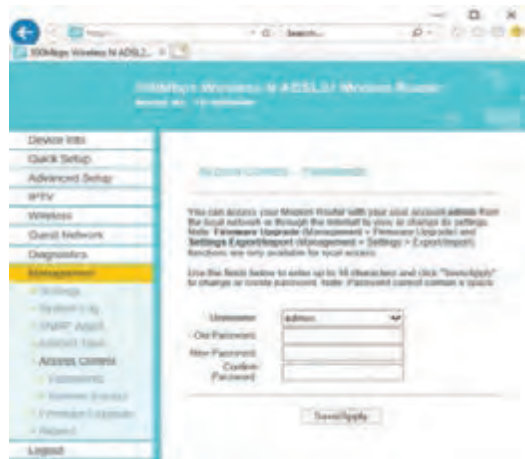 Search...
300Mbps Wireless N ADSL2...
300Mbps Wireless N ADSL2+ Modem Router
Device Info
Quick Setup
Advanced Setup
IPTV
Wireless
Guest Network
Diagnostics
Management
Settings
System Log
SNMP Agent
Access Control
Passwords
Firmware Upgrade
Reboot
Logout
Access Control - Passwords
You can access your Modem Router with your user account admin from
the local network or through the Internet to view or change its settings.
Note: Firmware Upgrade (Management > Firmware Upgrade) and
Settings Export/Import (Management > Settings > Export/Import)
functions are only available for local access.
Use the fields below to enter up to 16 characters and click "Save/Apply"
to change or create password. Note: Password cannot contain a space.
Username: admin
Old Password:
New Password:
Confirm
Password:
Save/Apply